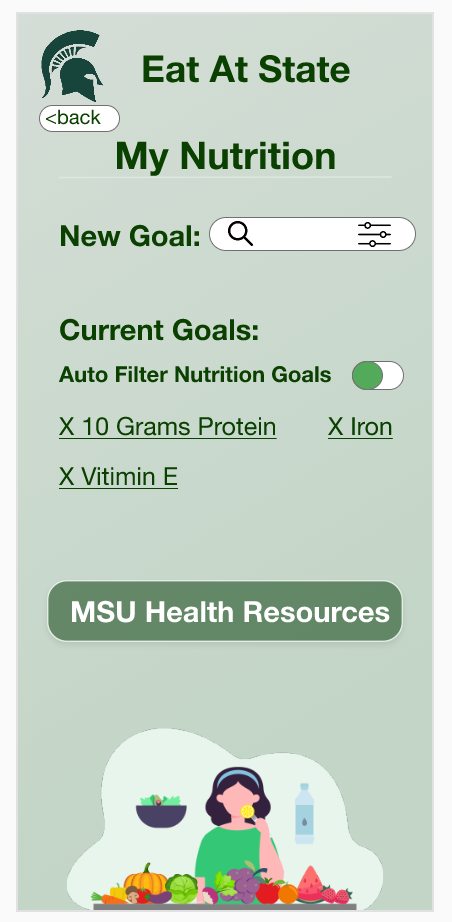 Eat At State
<back
My Nutrition
New Goal:
Current Goals:
Auto Filter Nutrition Goals
X 10 Grams Protein X Iron
X Vitimin E
MSU Health Resources